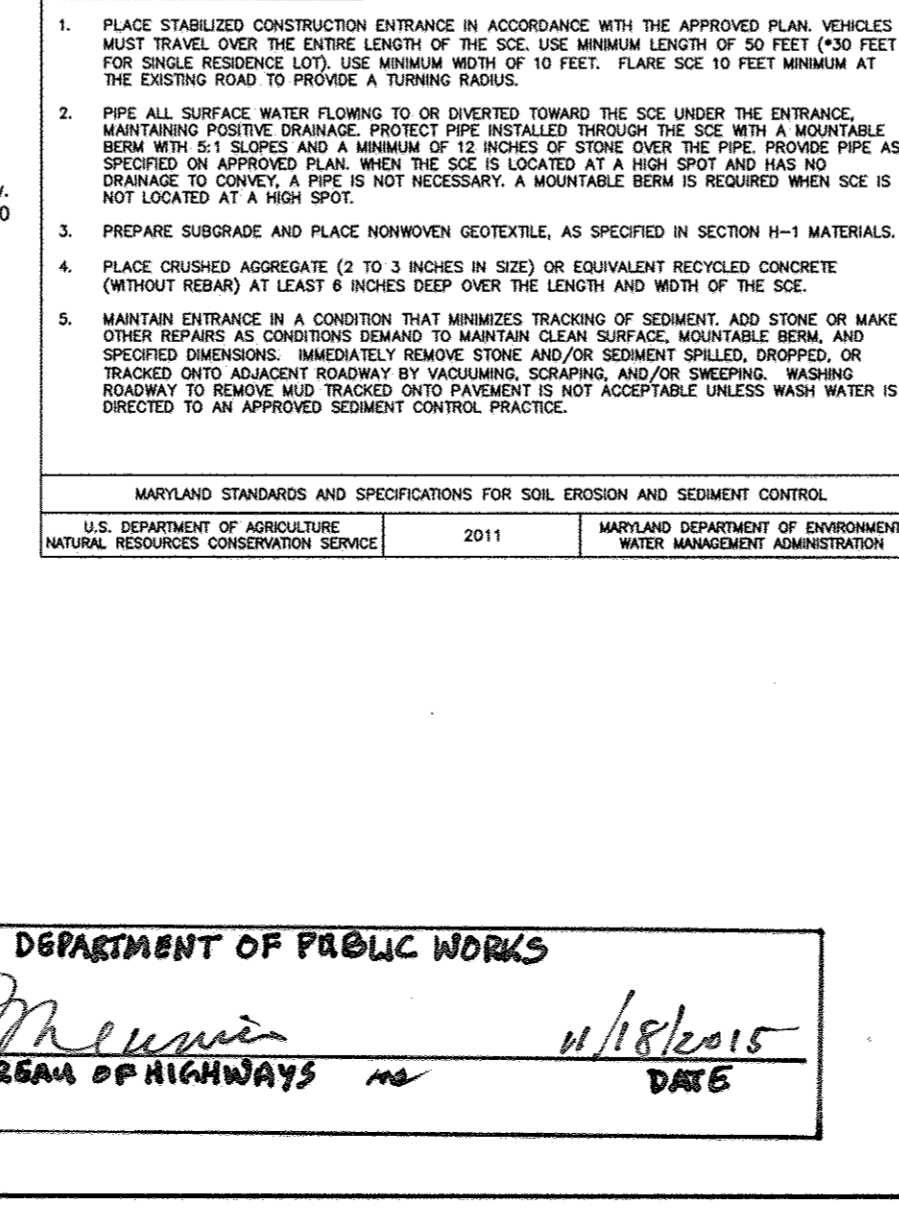 1. PLACE STABILIZED CONSTRUCTION ENTRANCE IN ACCORDANCE WITH THE APPROVED PLAN. VEHICLES
MUST TRAVEL OVER THE ENTIRE LENGTH OF THE SCE. USE MINIMUM LENGTH OF 50 FEET (*30 FEET
FOR SINGLE RESIDENCE LOT). USE MINIMUM WIDTH OF 10 FEET. FLARE SCE 10 FEET MINIMUM AT
THE EXISTING ROAD TO PROVIDE A TURNING RADIUS.
2. PIPE ALL SURFACE WATER FLOWING TO OR DIVERTED TOWARD THE SCE UNDER THE ENTRANCE,
MAINTAINING POSITIVE DRAINAGE. PROTECT PIPE INSTALLED THROUGH THE SCE WITH A MOUNTABLE
BERM WITH 5:1 SLOPES AND A MINIMUM OF 12 INCHES OF STONE OVER THE PIPE. PROVIDE PIPE AS
SPECIFIED ON APPROVED PLAN. WHEN THE SCE IS LOCATED AT A HIGH SPOT AND HAS NO
DRAINAGE TO CONVEY, A PIPE IS NOT NECESSARY. A MOUNTABLE BERM IS REQUIRED WHEN SCE IS
NOT LOCATED AT A HIGH SPOT.
3. PREPARE SUBGRADE AND PLACE NONWOVEN GEOTEXTILE, AS SPECIFIED IN SECTION H-1 MATERIALS.
4. PLACE CRUSHED AGGREGATE (2 TO 3 INCHES IN SIZE) OR EQUIVALENT RECYCLED CONCRETE
(WITHOUT REBAR) AT LEAST 6 INCHES DEEP OVER THE LENGTH AND WIDTH OF THE SCE.
5. MAINTAIN ENTRANCE IN A CONDITION THAT MINIMIZES TRACKING OF SEDIMENT. ADD STONE OR MAKE
OTHER REPAIRS AS CONDITIONS DEMAND TO MAINTAIN CLEAN SURFACE, MOUNTABLE BERM, AND
SPECIFIED DIMENSIONS. IMMEDIATELY REMOVE STONE AND/OR SEDIMENT SPILLED, DROPPED, OR
TRACKED ONTO ADJACENT ROADWAY BY VACUUMING, SCRAPING, AND/OR SWEEPING. WASHING
ROADWAY TO REMOVE MUD TRACKED ONTO PAVEMENT IS NOT ACCEPTABLE UNLESS WASH WATER IS
DIRECTED TO AN APPROVED SEDIMENT CONTROL PRACTICE.
MARYLAND STANDARDS AND SPECIFICATIONS FOR SOIL EROSION AND SEDIMENT CONTROL
U.S. DEPARTMENT OF AGRICULTURE
NATURAL RESOURCES CONSERVATION SERVICE
2011
MARYLAND DEPARTMENT OF ENVIRONMENT
WATER MANAGEMENT ADMINISTRATION
DEPARTMENT OF PUBLIC WORKS
11/18/2015
OF HIGHWAYS
DATE